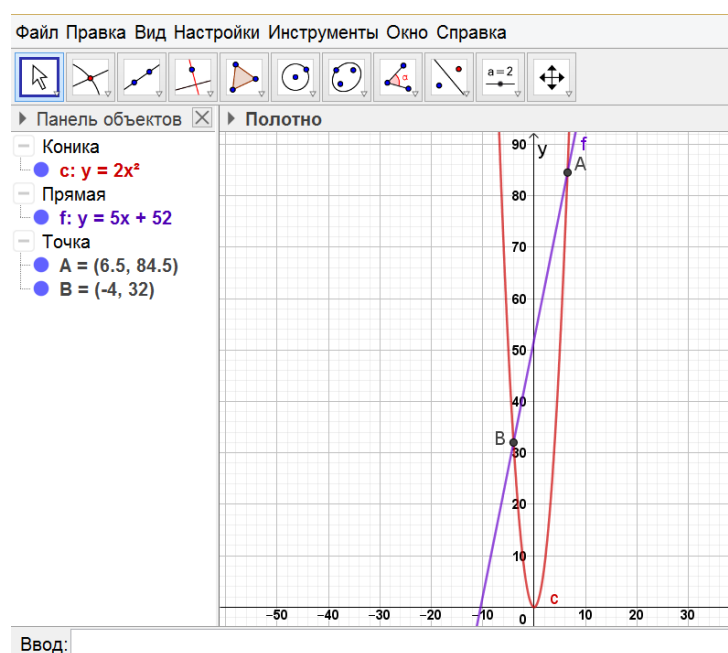 Файл Правка Вид Настройки Инструменты Окно Справка
α
a = 2
Панель объектов
Полотно
Коника
c: y = 2x²
Прямая
f: y = 5x + 52
Точка
A = (6.5, 84.5)
B = (-4, 32)
90
80
70
60
50
40
30
20
10
0
y
f
A
B
c
–50 –40 –30 –20 –10 10 20 30
Ввод: